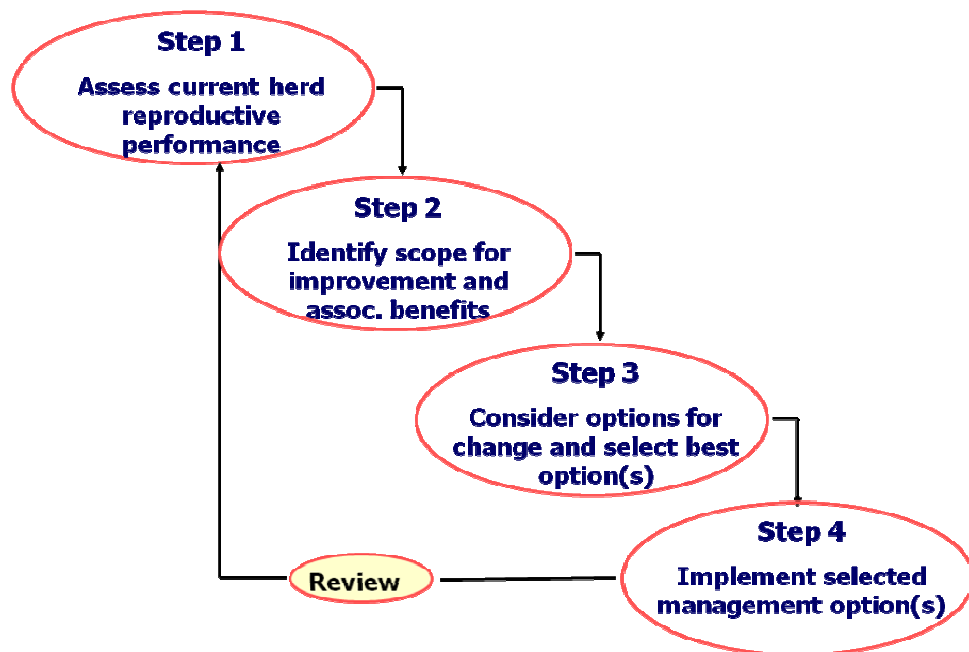 Step 1
Assess current herd
reproductive
performance
Step 2
Identify scope for
improvement and
assoc. benefits
Step 3
Consider options for
change and select best
option(s)
Step 4
Implement selected
management option(s)
Review